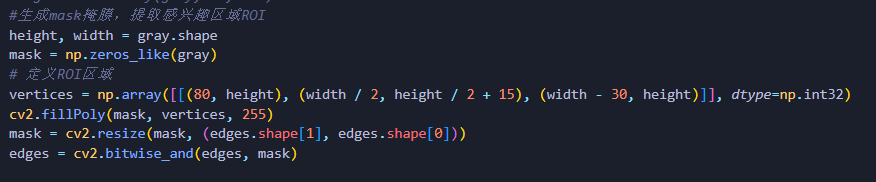 #生成mask掩膜，提取感兴趣区域ROI
height, width = gray.shape
mask = np.zeros_like(gray)
# 定义ROI区域
vertices = np.array([[(80, height), (width / 2, height / 2 + 15), (width - 30, height)]], dtype=np.int32)
cv2.fillPoly(mask, vertices, 255)
mask = cv2.resize(mask, (edges.shape[1], edges.shape[0]))
edges = cv2.bitwise_and(edges, mask)